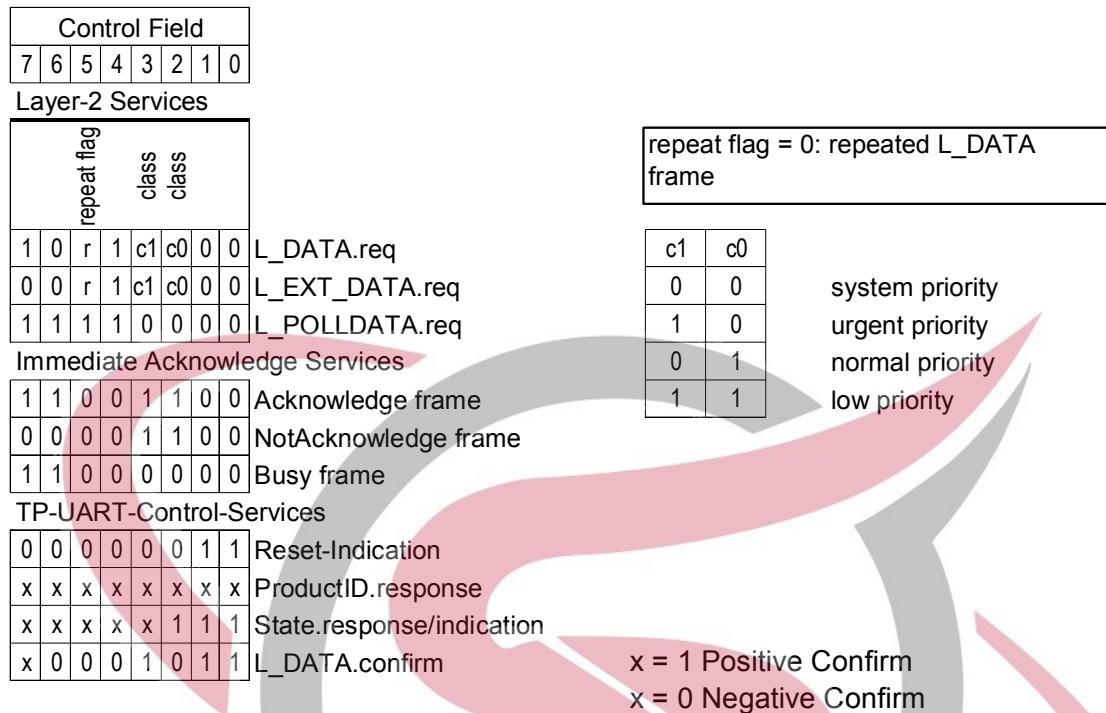 Control Field
7 6 5 4 3 2 1 0
Layer-2 Services
repeat flag class class
repeat flag = 0: repeated L_DATA
frame
1 0 r 1 c1 c0 0 0 L_DATA.req c1 c0
0 0 r 1 c1 c0 0 0 L_EXT_DATA.req 0 0 system priority
1 1 1 1 0 0 0 0 L_POLLDATA.req 1 0 urgent priority
Immediate Acknowledge Services 0 1 normal priority
1 1 0 0 1 1 0 0 Acknowledge frame 1 1 low priority
0 0 0 0 1 1 0 0 NotAcknowledge frame
1 1 0 0 0 0 0 0 Busy frame
TP-UART-Control-Services
0 0 0 0 0 0 1 1 Reset-Indication
x x x x x x x x ProductID.response
x x x x x 1 1 1 State.response/indication
x 0 0 0 1 0 1 1 L_DATA.confirm x = 1 Positive Confirm
x = 0 Negative Confirm